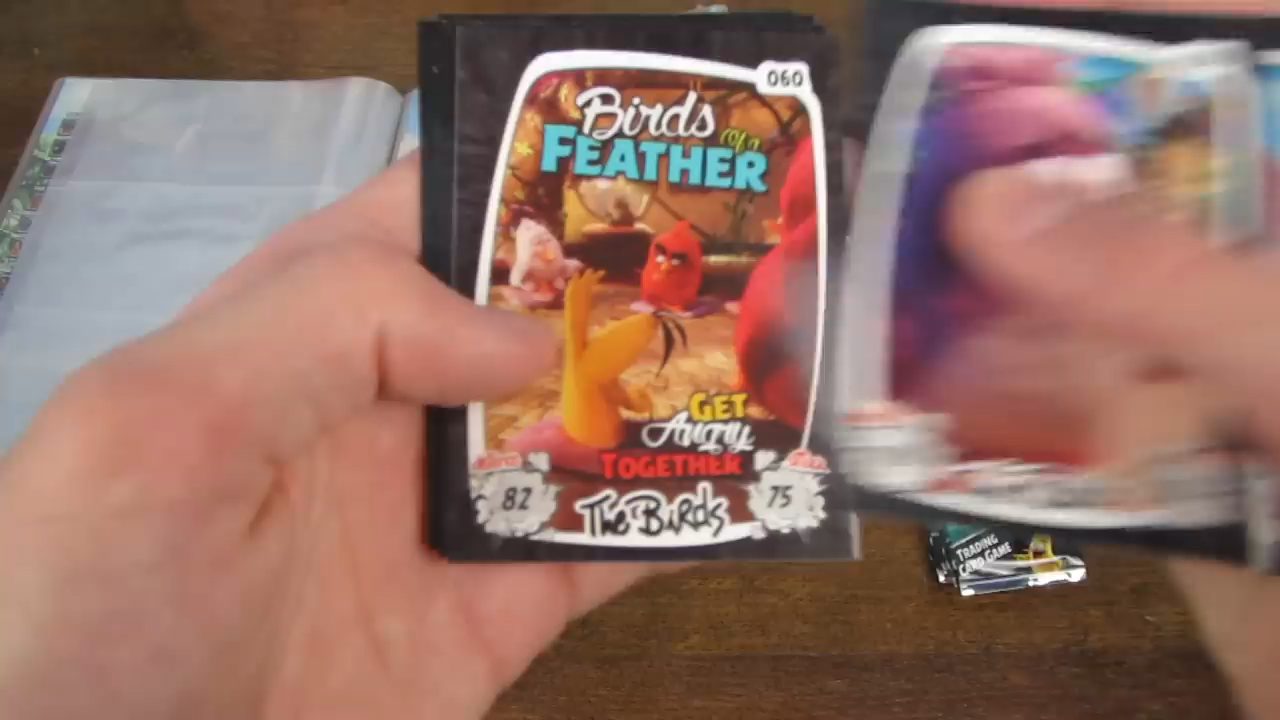 060
Birds
of a
FEATHER
GET
Angry
TOGETHER
82
The Birds
75
TRADING
CARD GAME